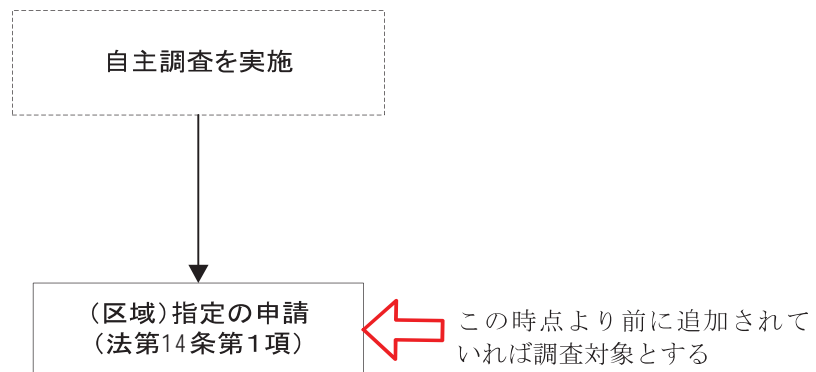 自主調査を実施
(区域)指定の申請
(法第14条第１項)
この時点より前に追加されて
いれば調査対象とする